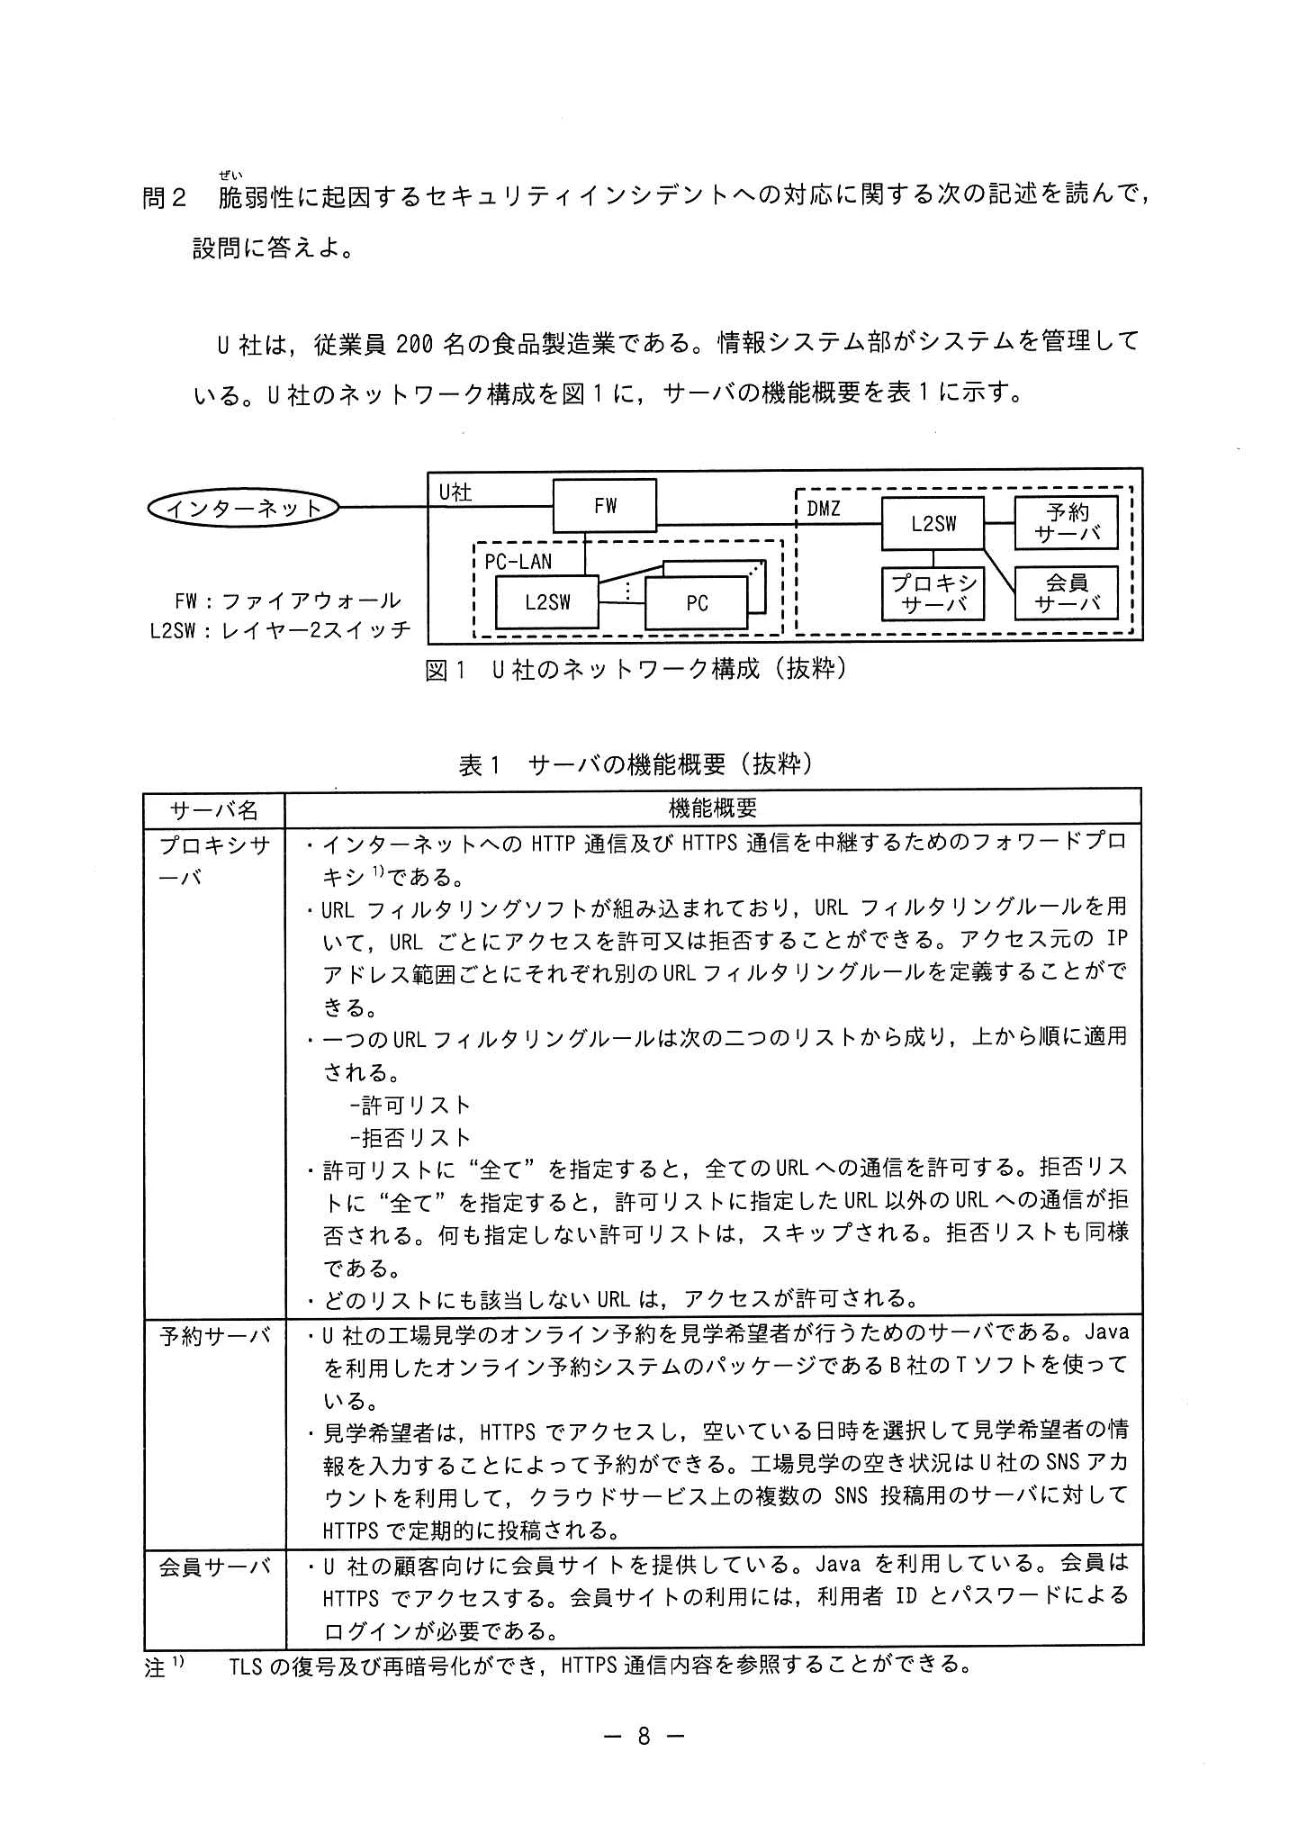 ぜい
問2 脆弱性に起因するセキュリティインシデントへの対応に関する次の記述を読んで，
設問に答えよ。
U 社は，従業員 200 名の食品製造業である。情報システム部がシステムを管理して
いる。U 社のネットワーク構成を図 1 に，サーバの機能概要を表 1 に示す。
インターネット
U社
FW
DMZ
L2SW
予約
サーバ
PC-LAN
L2SW
PC
プロキシ
サーバ
会員
サーバ
FW：ファイアウォール
L2SW：レイヤー2スイッチ
図 1 U 社のネットワーク構成（抜粋）
表 1 サーバの機能概要（抜粋）
サーバ名 機能概要
プロキシサ
ーバ
・インターネットへの HTTP 通信及び HTTPS 通信を中継するためのフォワードプロ
キシ 1)である。
・URL フィルタリングソフトが組み込まれており，URL フィルタリングルールを用
いて，URL ごとにアクセスを許可又は拒否することができる。アクセス元の IP
アドレス範囲ごとにそれぞれ別の URL フィルタリングルールを定義することがで
きる。
・一つの URL フィルタリングルールは次の二つのリストから成り，上から順に適用
される。
-許可リスト
-拒否リスト
・許可リストに“全て”を指定すると，全ての URL への通信を許可する。拒否リス
トに“全て”を指定すると，許可リストに指定した URL 以外の URL への通信が拒
否される。何も指定しない許可リストは，スキップされる。拒否リストも同様
である。
・どのリストにも該当しない URL は，アクセスが許可される。
予約サーバ
・U 社の工場見学のオンライン予約を見学希望者が行うためのサーバである。Java
を利用したオンライン予約システムのパッケージである B 社の T ソフトを使って
いる。
・見学希望者は，HTTPS でアクセスし，空いている日時を選択して見学希望者の情
報を入力することによって予約ができる。工場見学の空き状況は U 社の SNS アカ
ウントを利用して，クラウドサービス上の複数の SNS 投稿用のサーバに対して
HTTPS で定期的に投稿される。
会員サーバ
・U 社の顧客向けに会員サイトを提供している。Java を利用している。会員は
HTTPS でアクセスする。会員サイトの利用には，利用者 ID とパスワードによる
ログインが必要である。
注 1) TLS の復号及び再暗号化ができ，HTTPS 通信内容を参照することができる。
－ 8 －